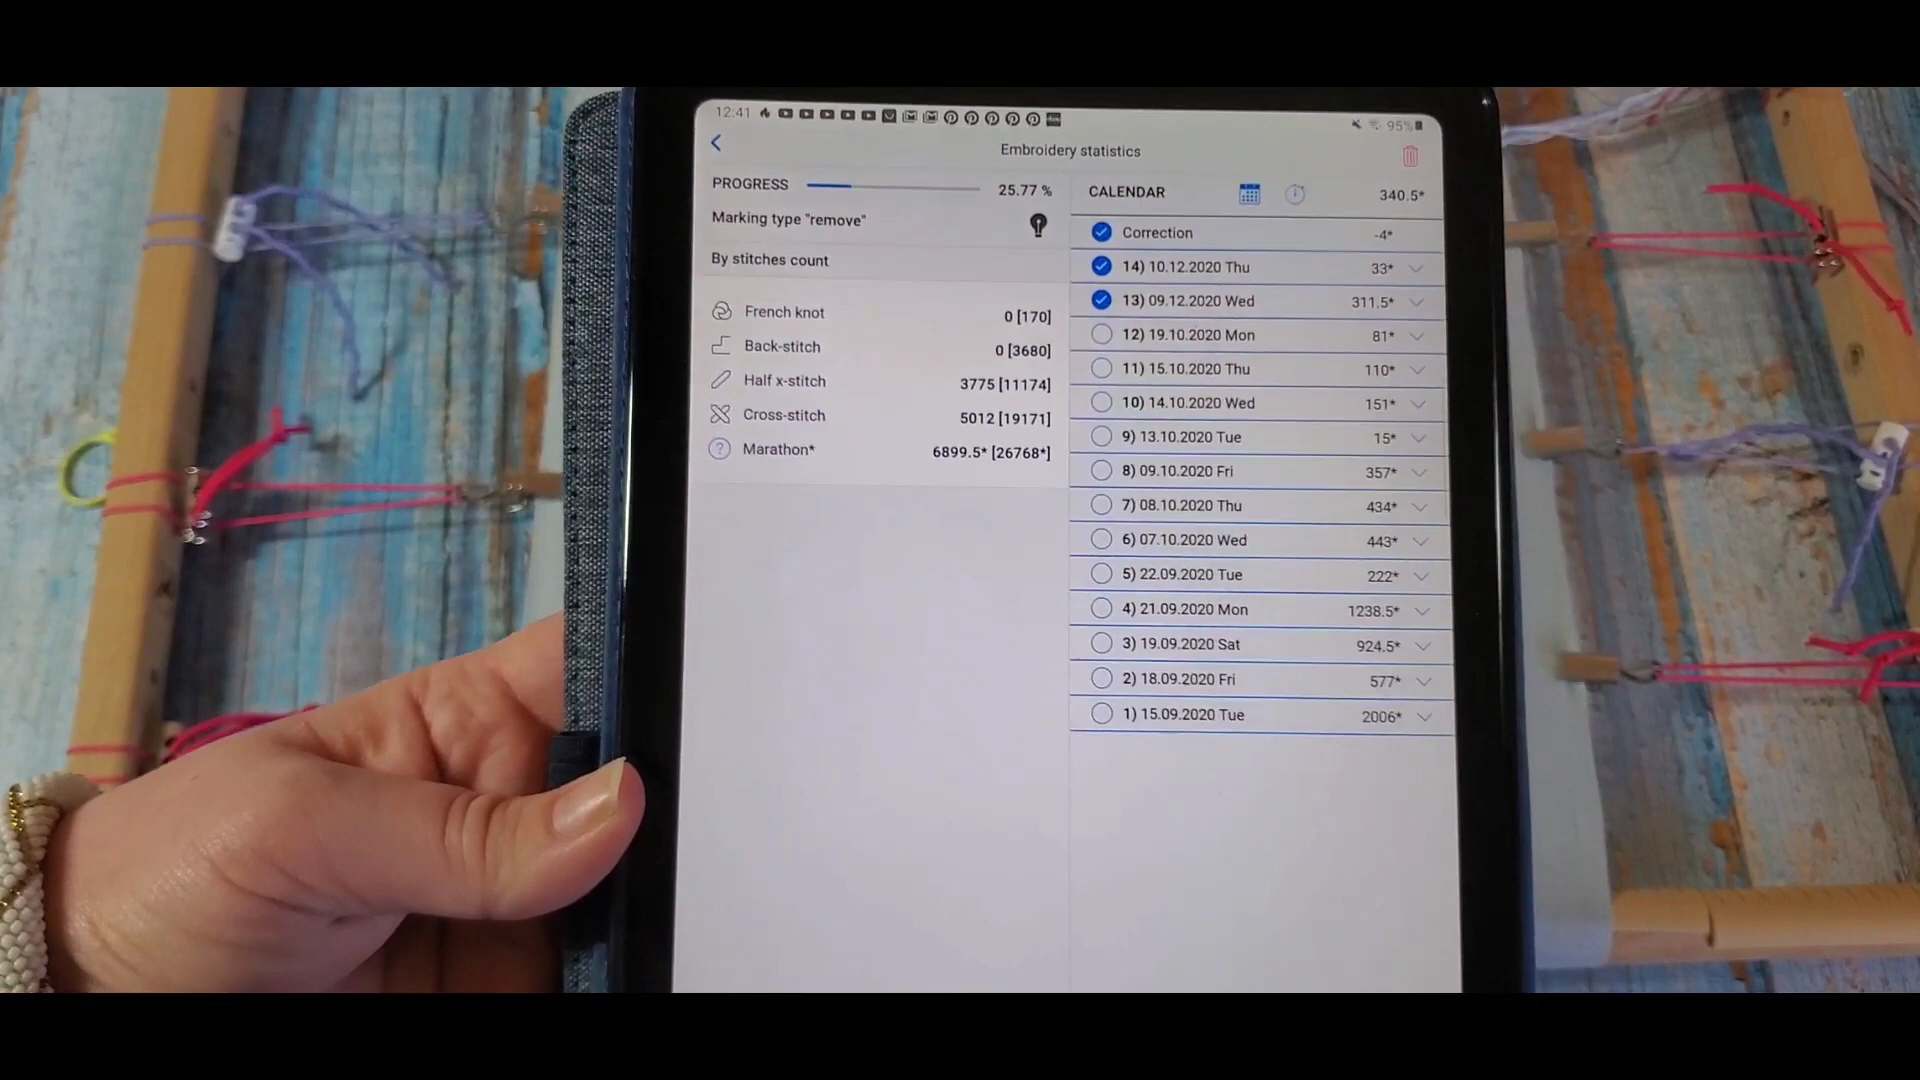 12:41
95%
Embroidery statistics
PROGRESS 25.77 %
Marking type "remove"
By stitches count
French knot 0 [170]
Back-stitch 0 [3680]
Half x-stitch 3775 [11174]
Cross-stitch 5012 [19171]
? Marathon* 6899.5* [26768*]
CALENDAR 340.5*
Correction -4*
14) 10.12.2020 Thu 33*
13) 09.12.2020 Wed 311.5*
12) 19.10.2020 Mon 81*
11) 15.10.2020 Thu 110*
10) 14.10.2020 Wed 151*
9) 13.10.2020 Tue 15*
8) 09.10.2020 Fri 357*
7) 08.10.2020 Thu 434*
6) 07.10.2020 Wed 443*
5) 22.09.2020 Tue 222*
4) 21.09.2020 Mon 1238.5*
3) 19.09.2020 Sat 924.5*
2) 18.09.2020 Fri 577*
1) 15.09.2020 Tue 2006*